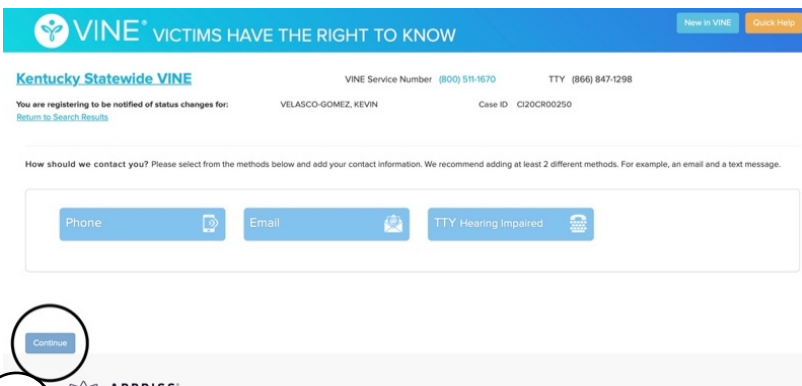 VINE® VICTIMS HAVE THE RIGHT TO KNOW
New in VINE
Quick Help
Kentucky Statewide VINE
VINE Service Number (800) 511-1670 TTY (866) 847-1298
You are registering to be notified of status changes for: VELASCO-GOMEZ, KEVIN Case ID CI20CR00250
Return to Search Results
How should we contact you? Please select from the methods below and add your contact information. We recommend adding at least 2 different methods. For example, an email and a text message.
Phone
Email
TTY Hearing Impaired
Continue